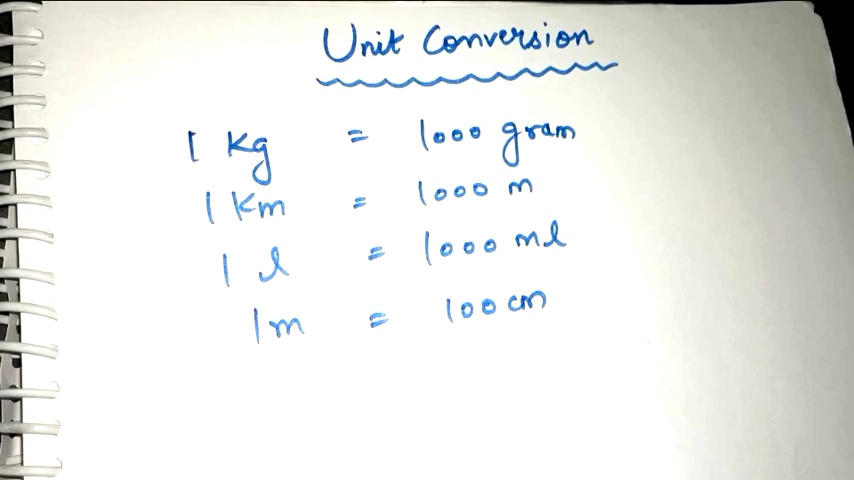 Unit Conversion
1 Kg = 1000 gram
1 Km = 1000 m
1 l = 1000 ml
1m = 100 cm